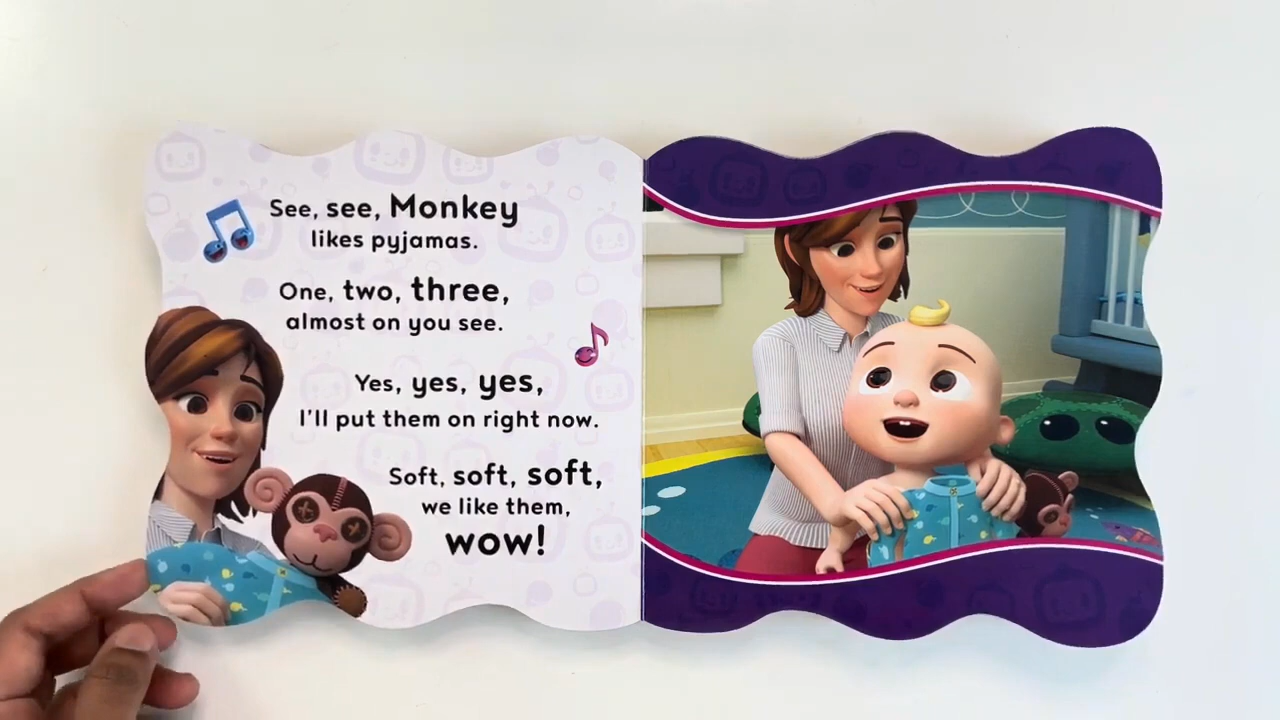 See, see, Monkey
likes pyjamas.
One, two, three,
almost on you see.
Yes, yes, yes,
I'll put them on right now.
Soft, soft, soft,
we like them,
wow!